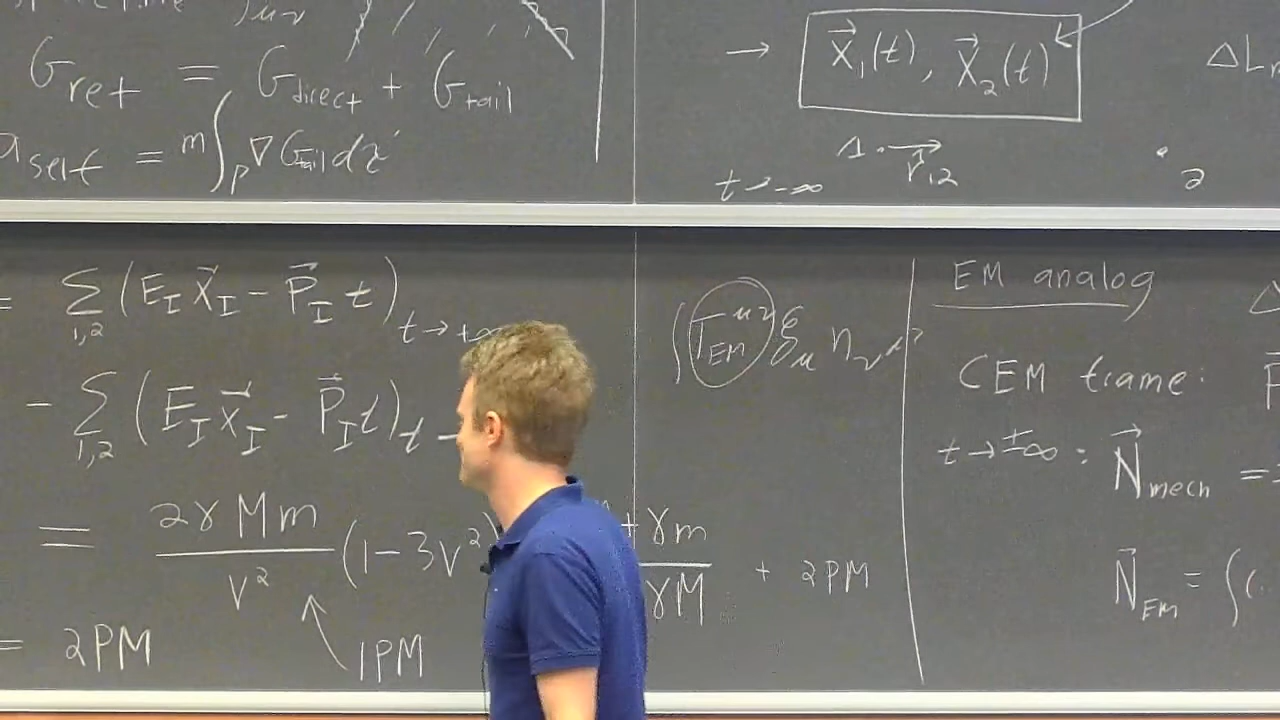 G_ret = G_direct + G_tail
a_self = m ∫_P ∇G_tail dτ'
→ x⃗₁(t), x⃗₂(t)
1 · → r⃗₁₂
t → -∞
2
= Σ_{1,2} (E_I x⃗_I − P⃗_I t)_{t→+∞}
− Σ_{1,2} (E_I x⃗_I − P⃗_I t)_{t
= 2γMm / v² (1−3v²)
+ γm
γM
+ 2PM
= 2PM
1PM
∫ T_EM^{μν} ξ_μ n_ν
EM analog
CEM frame:
t → ±∞ : N⃗_mech =
N⃗_EM = ∫(